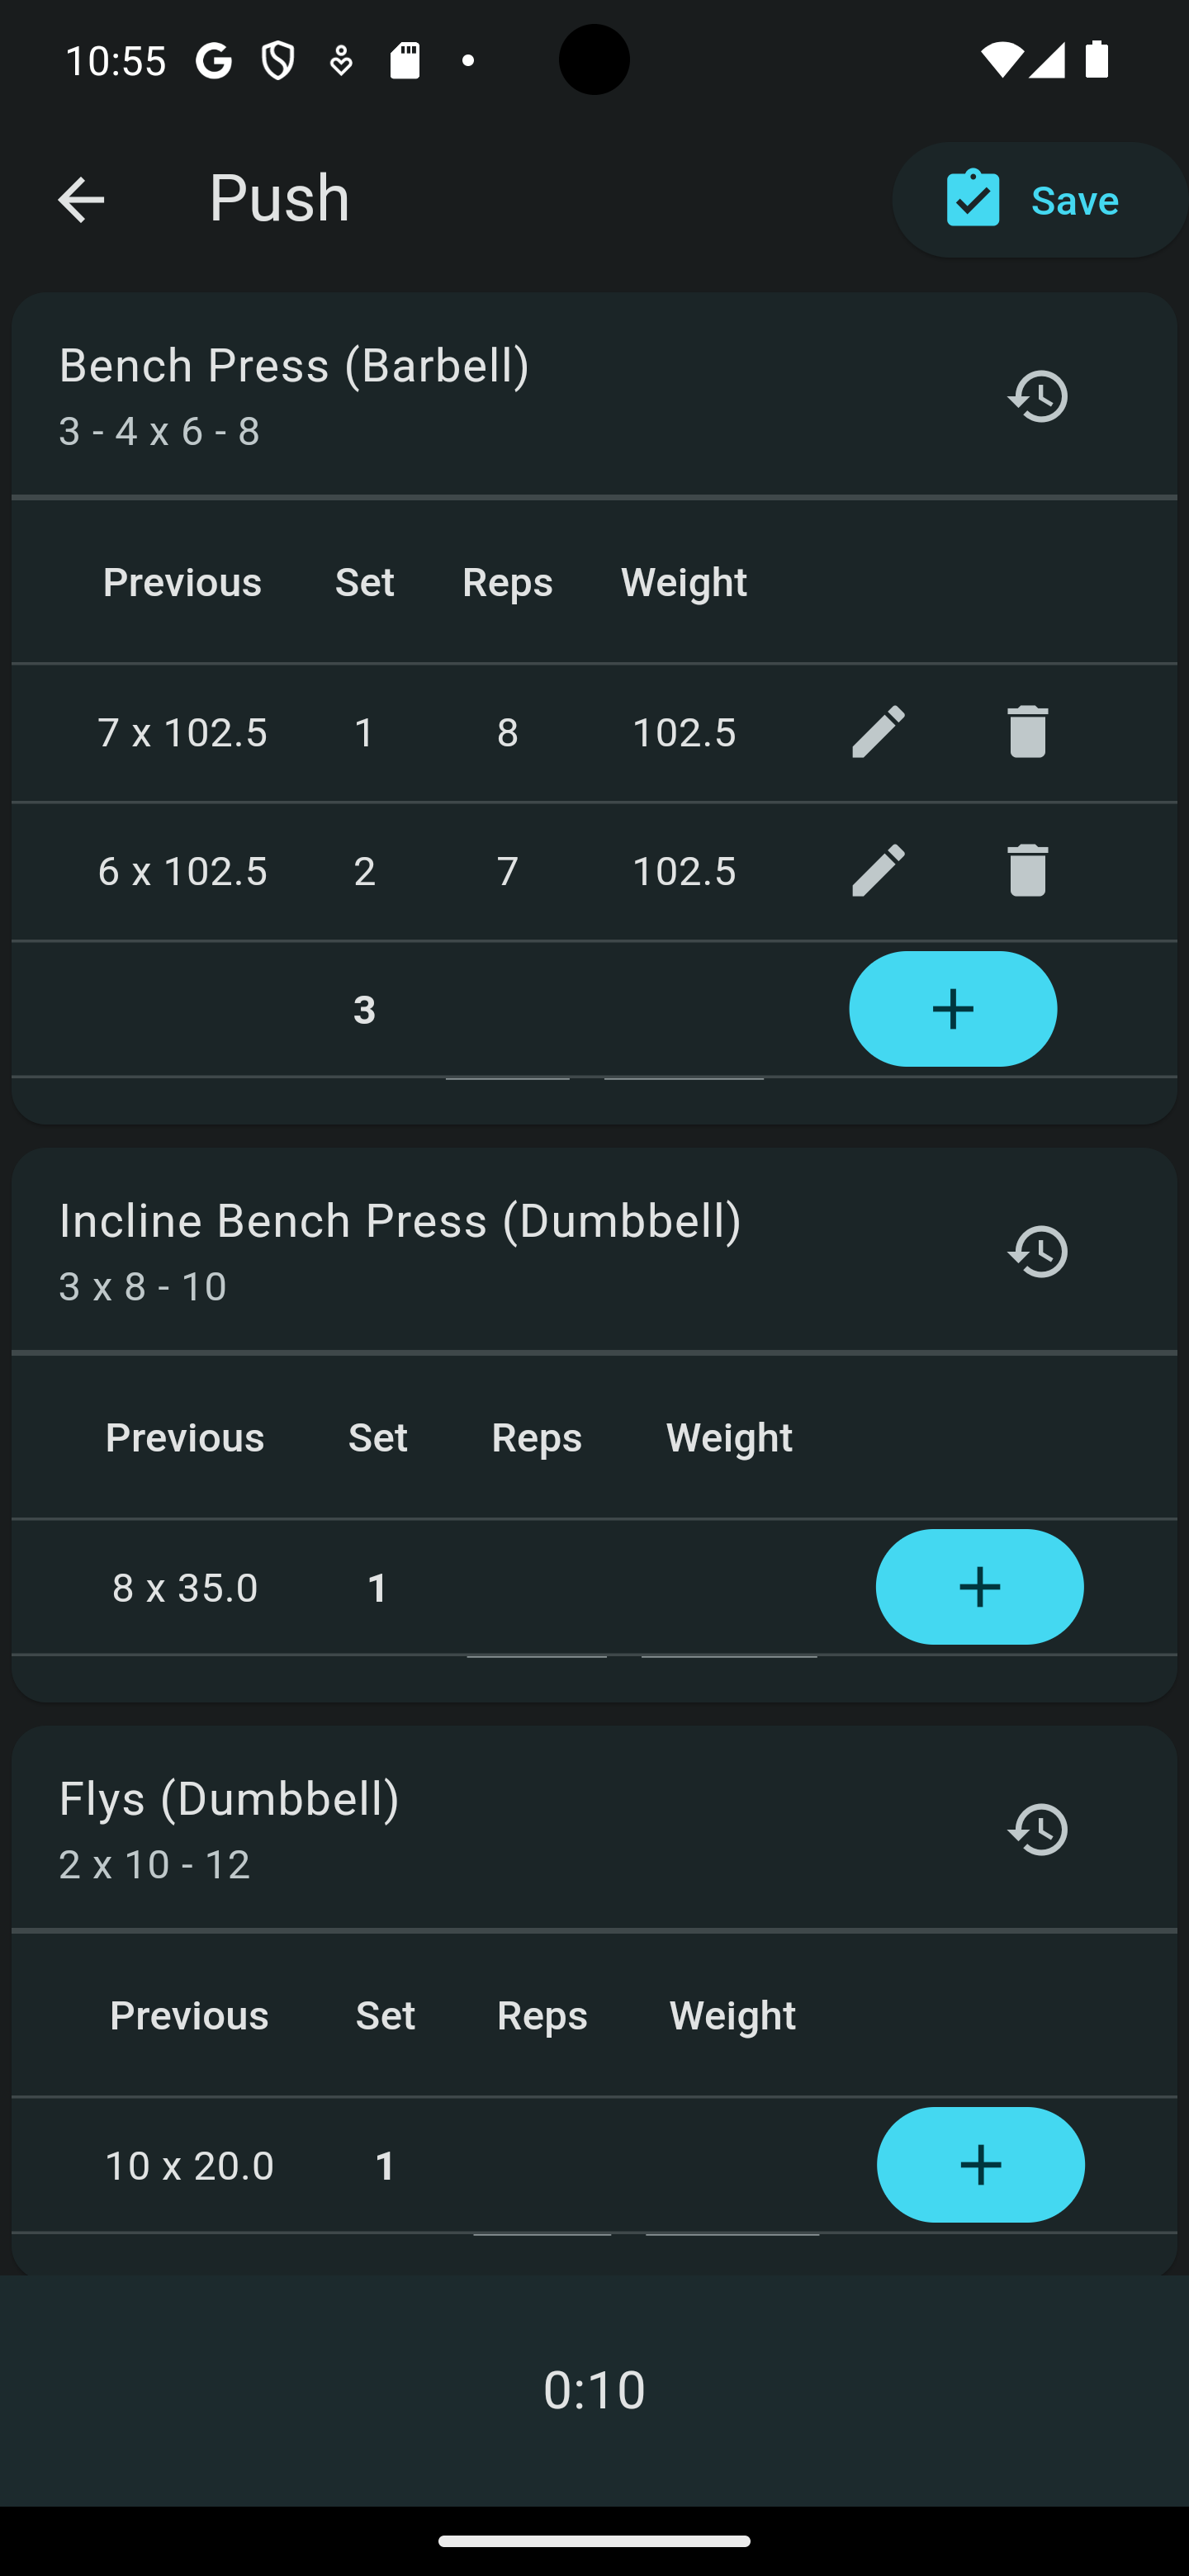 10:55
Push
Save
Bench Press (Barbell)
3 - 4 x 6 - 8
Previous Set Reps Weight
7 x 102.5 1 8 102.5
6 x 102.5 2 7 102.5
3
Incline Bench Press (Dumbbell)
3 x 8 - 10
Previous Set Reps Weight
8 x 35.0 1
Flys (Dumbbell)
2 x 10 - 12
Previous Set Reps Weight
10 x 20.0 1
0:10